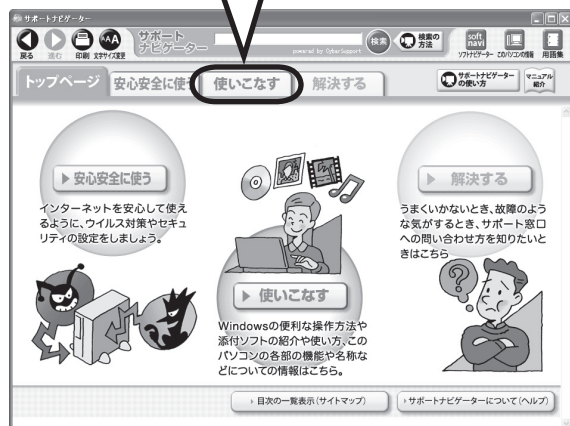 サポートナビゲーター
戻る 進む 印刷 文字サイズ変更
サポート
ナビゲーター
powered by CyberSupport
検索
検索の
方法
soft
navi
ソフトナビゲーター このパソコンの情報 用語集
トップページ 安心安全に使う 使いこなす 解決する
サポートナビゲーター
の使い方
マニュアル
紹介
安心安全に使う
インターネットを安心して使え
るように、ウイルス対策やセキュ
リティの設定をしましょう。
使いこなす
Windowsの便利な操作方法や
添付ソフトの紹介や使い方、この
パソコンの各部の機能や名称な
どについての情報はこちら。
解決する
うまくいかないとき、故障のよう
な気がするとき、サポート窓口
への問い合わせ方を知りたいと
きはこちら
?
目次の一覧表示(サイトマップ)
サポートナビゲーターについて(ヘルプ)